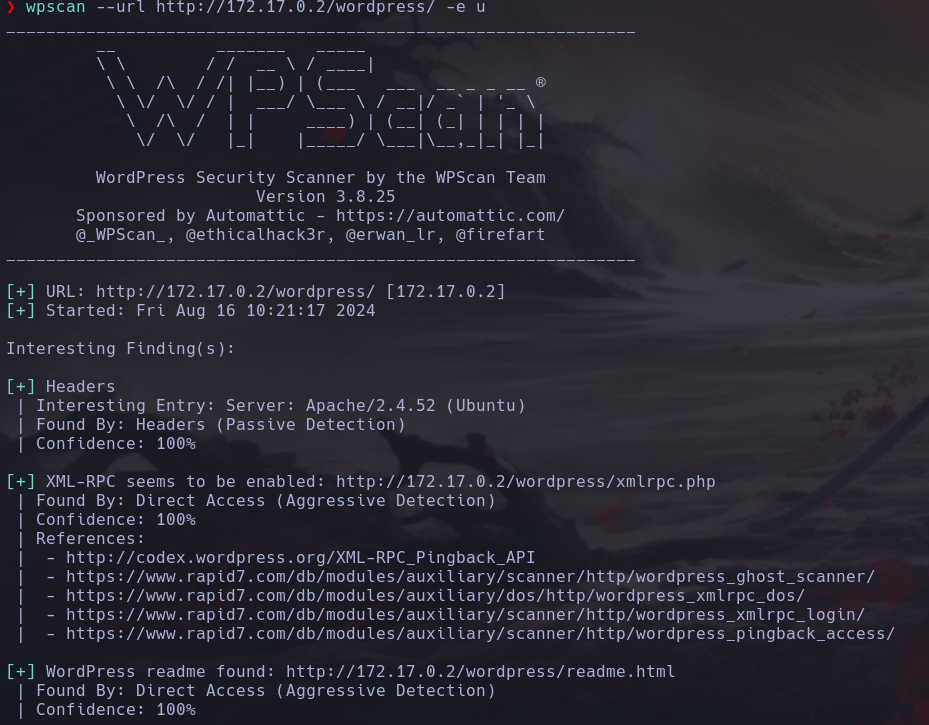 ❯ wpscan --url http://172.17.0.2/wordpress/ -e u
_______________________________________________________________
         __          _______   _____
         \ \        / /  __ \ / ____|
          \ \  /\  / /| |__) | (___   ___  __ _ _ __ ®
           \ \/  \/ / |  ___/ \___ \ / __|/ _` | '_ \
            \  /\  /  | |     ____) | (__| (_| | | | |
             \/  \/   |_|    |_____/ \___|\__,_|_| |_|
         WordPress Security Scanner by the WPScan Team
                         Version 3.8.25
       Sponsored by Automattic - https://automattic.com/
       @_WPScan_, @ethicalhack3r, @erwan_lr, @firefart
_______________________________________________________________
[+] URL: http://172.17.0.2/wordpress/ [172.17.0.2]
[+] Started: Fri Aug 16 10:21:17 2024
Interesting Finding(s):
[+] Headers
 | Interesting Entry: Server: Apache/2.4.52 (Ubuntu)
 | Found By: Headers (Passive Detection)
 | Confidence: 100%
[+] XML-RPC seems to be enabled: http://172.17.0.2/wordpress/xmlrpc.php
 | Found By: Direct Access (Aggressive Detection)
 | Confidence: 100%
 | References:
 |  - http://codex.wordpress.org/XML-RPC_Pingback_API
 |  - https://www.rapid7.com/db/modules/auxiliary/scanner/http/wordpress_ghost_scanner/
 |  - https://www.rapid7.com/db/modules/auxiliary/dos/http/wordpress_xmlrpc_dos/
 |  - https://www.rapid7.com/db/modules/auxiliary/scanner/http/wordpress_xmlrpc_login/
 |  - https://www.rapid7.com/db/modules/auxiliary/scanner/http/wordpress_pingback_access/
[+] WordPress readme found: http://172.17.0.2/wordpress/readme.html
 | Found By: Direct Access (Aggressive Detection)
 | Confidence: 100%